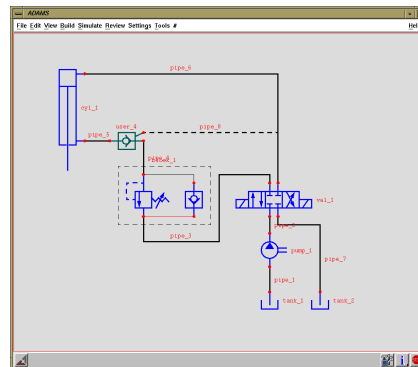 ADAMS
File Edit View Build Simulate Review Settings Tools # Hel
pipe_6
cyl_1
user_4
pipe_8
pipe_5
pipe_3
val_1
pump_1
pipe_7
pipe_1
tank_1
tank_2